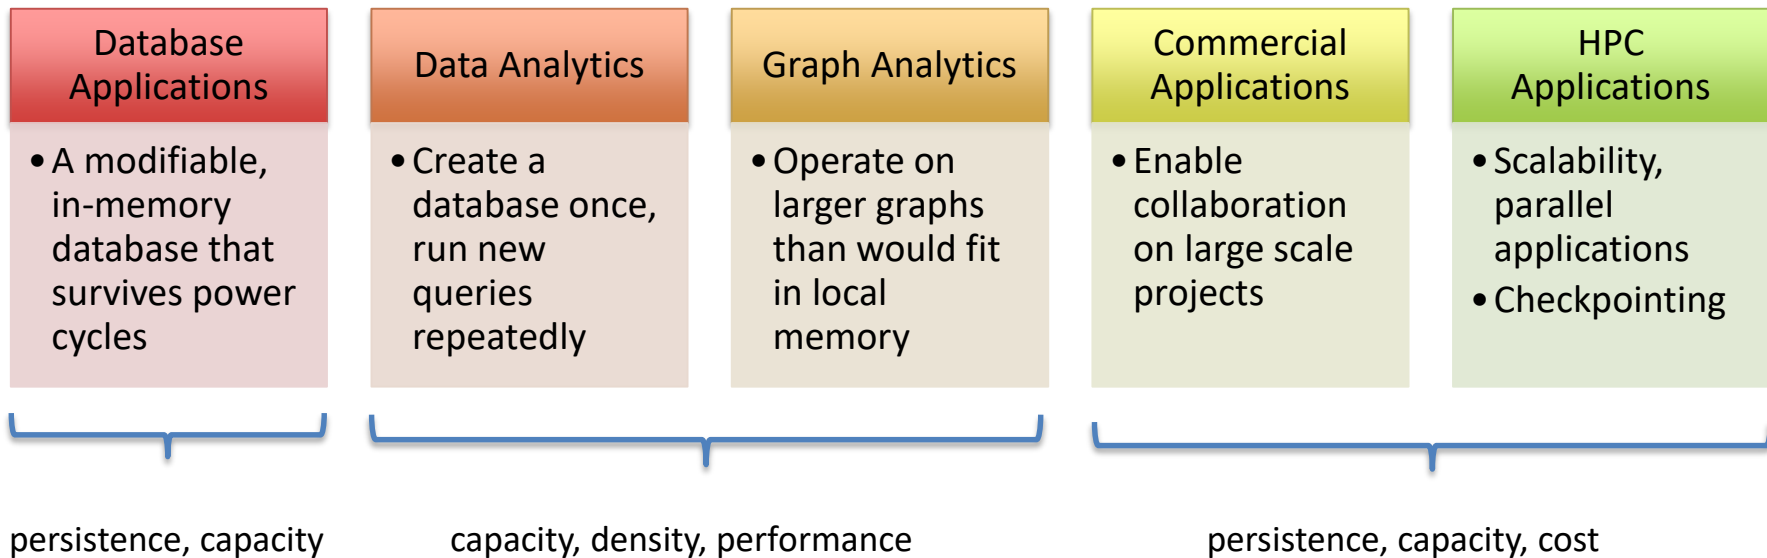 Database
Applications
• A modifiable,
in-memory
database that
survives power
cycles
Data Analytics
• Create a
database once,
run new
queries
repeatedly
Graph Analytics
• Operate on
larger graphs
than would fit
in local
memory
Commercial
Applications
• Enable
collaboration
on large scale
projects
HPC
Applications
• Scalability,
parallel
applications
• Checkpointing
persistence, capacity
capacity, density, performance
persistence, capacity, cost